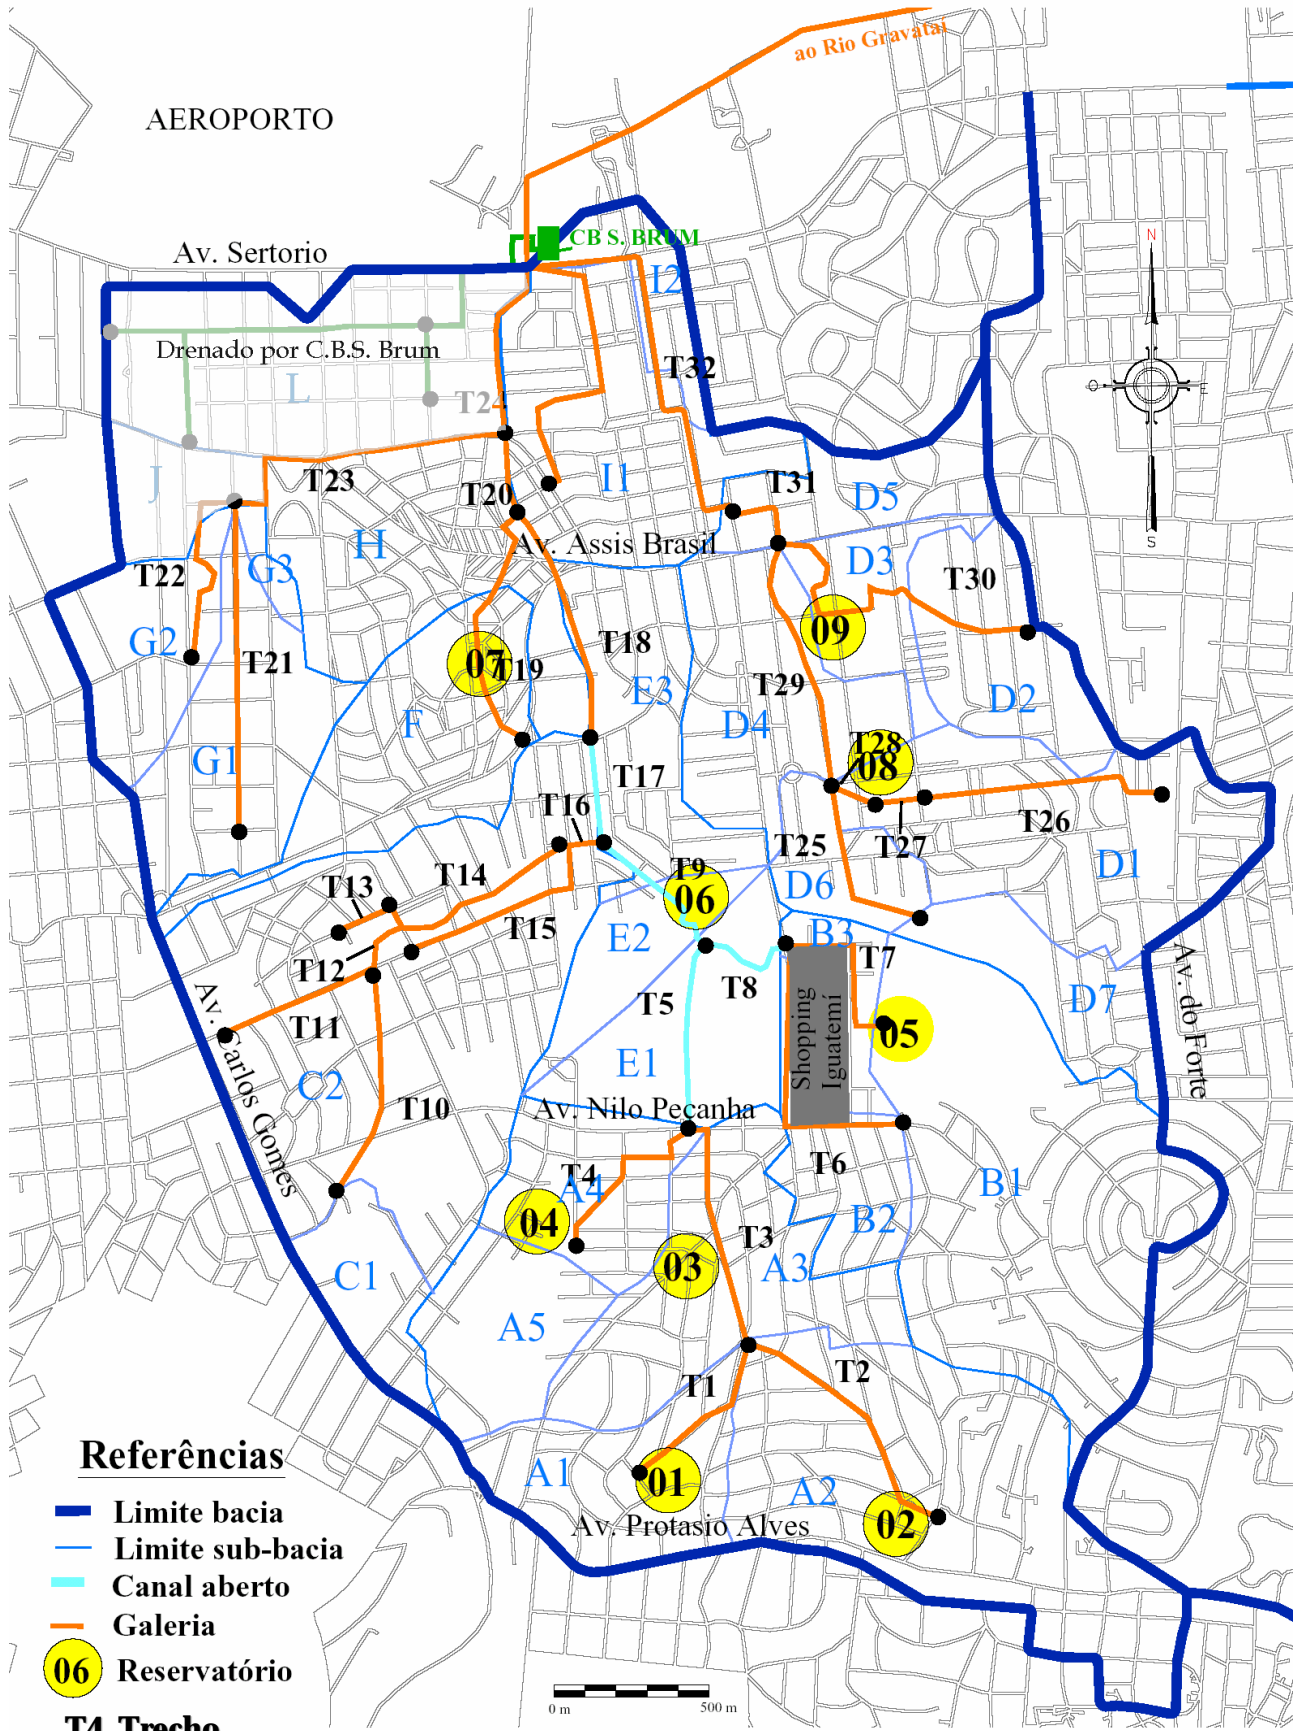 ao Rio Gravataí
AEROPORTO
N
CB S. BRUM
Av. Sertorio
I2
Drenado por C.B.S. Brum
T32
L
O
E
T24
T23
J
T20
I1
T31
D5
S
H
Av. Assis Brasil
T22
G3
D3
T30
G2
09
T21
07
T19
T18
E3
T29
D4
D2
F
G1
T28
08
T17
T16
T26
T25
T27
T14
T9
D1
T13
06
D6
T15
E2
B3
T12
T7
T8
Av. do Forte
T5
D7
T11
Av. Carlos Gomes
Shopping
Iguatemí
05
E1
C2
T10
Av. Nilo Peçanha
T6
T4
A4
B1
04
B2
T3
03
A3
C1
A5
T1
T2
Referências
A1
01
A2
02
Av. Protasio Alves
Limite bacia
Limite sub-bacia
Canal aberto
Galeria
06 Reservatório
0 m
500 m
T4 Trecho